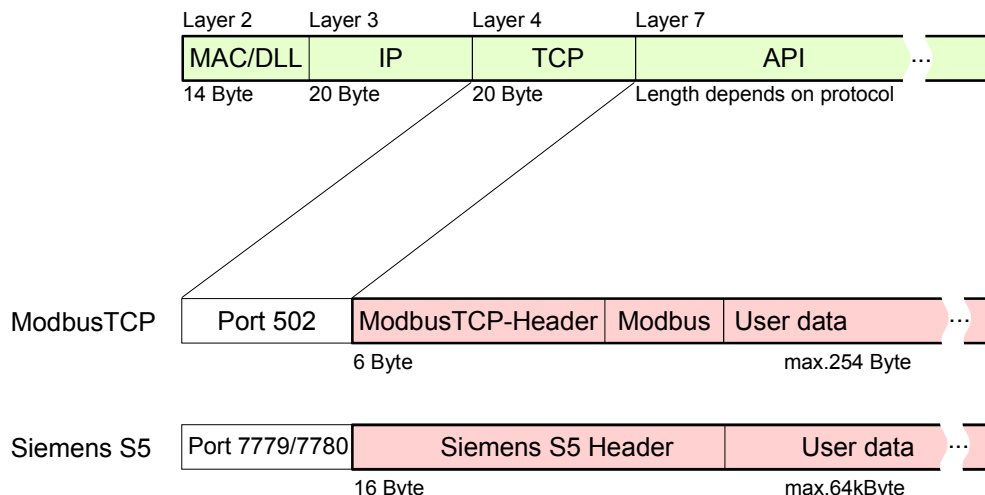 Layer 2 Layer 3 Layer 4 Layer 7
MAC/DLL IP TCP API ...
14 Byte 20 Byte 20 Byte Length depends on protocol
ModbusTCP Port 502 ModbusTCP-Header Modbus User data ...
6 Byte max.254 Byte
Siemens S5 Port 7779/7780 Siemens S5 Header User data ...
16 Byte max.64kByte